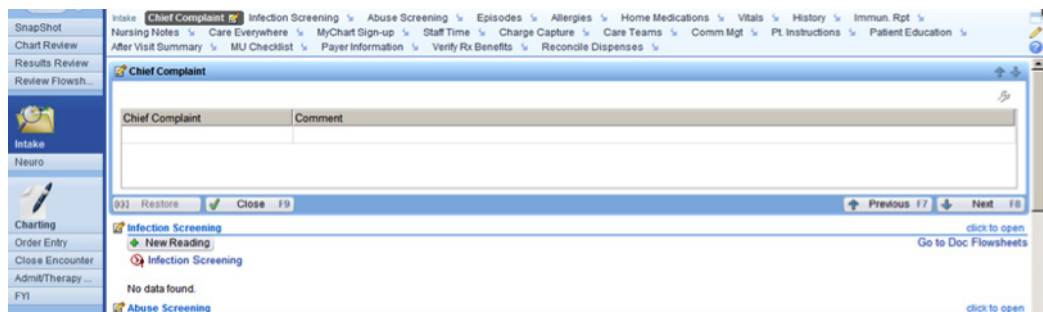 SnapShot
Chart Review
Results Review
Review Flowsh...
Intake
Neuro
Charting
Order Entry
Close Encounter
Admit/Therapy ...
FYI
Intake Chief Complaint Infection Screening Abuse Screening Episodes Allergies Home Medications Vitals History Immun. Rpt
Nursing Notes Care Everywhere MyChart Sign-up Staff Time Charge Capture Care Teams Comm Mgt Pt. Instructions Patient Education
After Visit Summary MU Checklist Payer Information Verify Rx Benefits Reconcile Dispenses
Chief Complaint
Chief Complaint Comment
Restore Close F9 Previous F7 Next F8
Infection Screening click to open
New Reading Go to Doc Flowsheets
Infection Screening
No data found.
Abuse Screening click to open